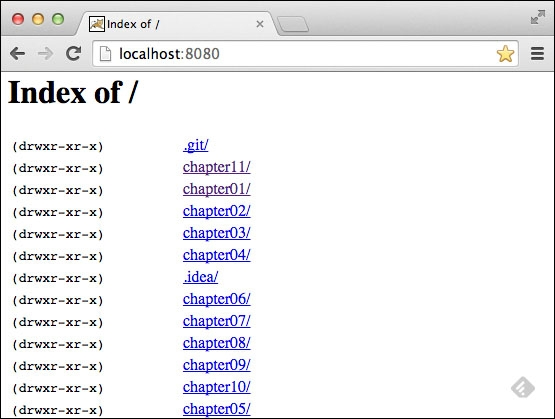 Index of /
localhost:8080
Index of /
(drwxr-xr-x) .git/
(drwxr-xr-x) chapter11/
(drwxr-xr-x) chapter01/
(drwxr-xr-x) chapter02/
(drwxr-xr-x) chapter03/
(drwxr-xr-x) chapter04/
(drwxr-xr-x) .idea/
(drwxr-xr-x) chapter06/
(drwxr-xr-x) chapter07/
(drwxr-xr-x) chapter08/
(drwxr-xr-x) chapter09/
(drwxr-xr-x) chapter10/
(drwxr-xr-x) chapter05/